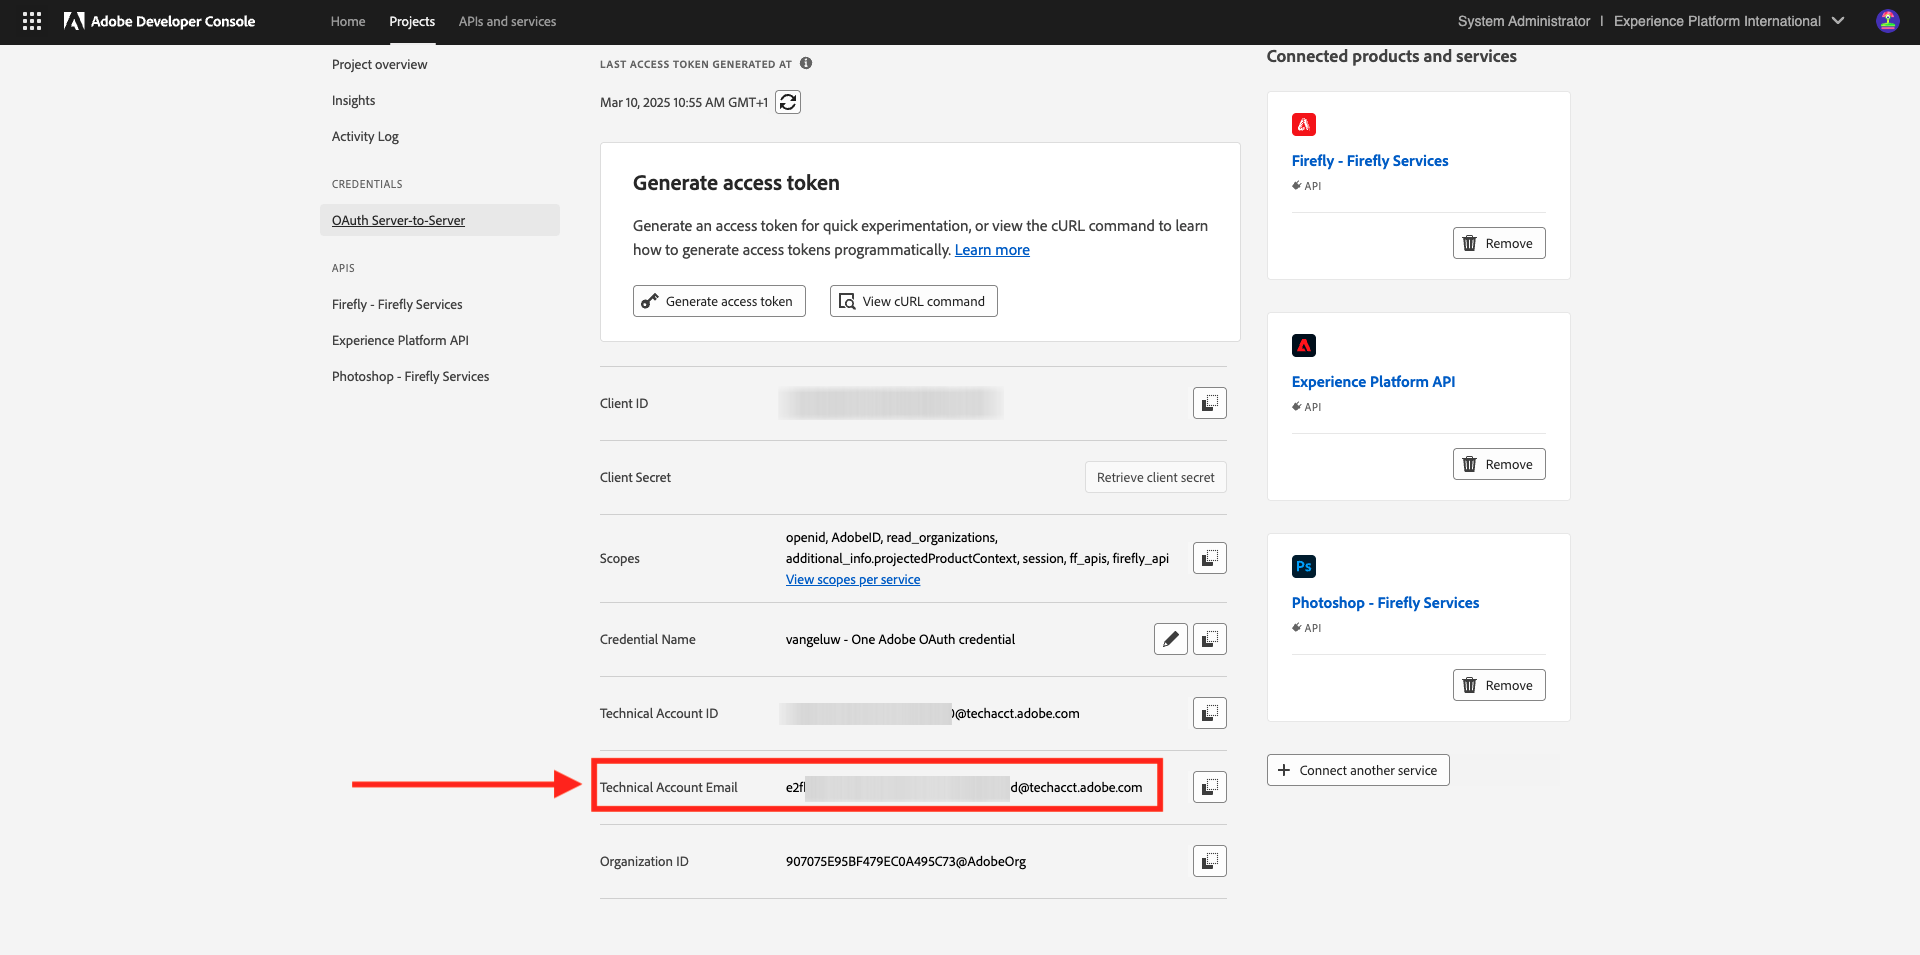 Adobe Developer Console
Home
Projects
APIs and services
System Administrator | Experience Platform International
Project overview
Insights
Activity Log
CREDENTIALS
OAuth Server-to-Server
APIS
Firefly - Firefly Services
Experience Platform API
Photoshop - Firefly Services
LAST ACCESS TOKEN GENERATED AT
Mar 10, 2025 10:55 AM GMT+1
Generate access token
Generate an access token for quick experimentation, or view the cURL command to learn
how to generate access tokens programmatically. Learn more
Generate access token
View cURL command
Client ID
Client Secret
Retrieve client secret
Scopes
openid, AdobeID, read_organizations,
additional_info.projectedProductContext, session, ff_apis, firefly_api
View scopes per service
Credential Name
vangeluw - One Adobe OAuth credential
Technical Account ID
@techacct.adobe.com
Technical Account Email
e2f
d@techacct.adobe.com
Organization ID
907075E95BF479EC0A495C73@AdobeOrg
Connected products and services
Firefly - Firefly Services
API
Remove
Experience Platform API
API
Remove
Ps
Photoshop - Firefly Services
API
Remove
Connect another service